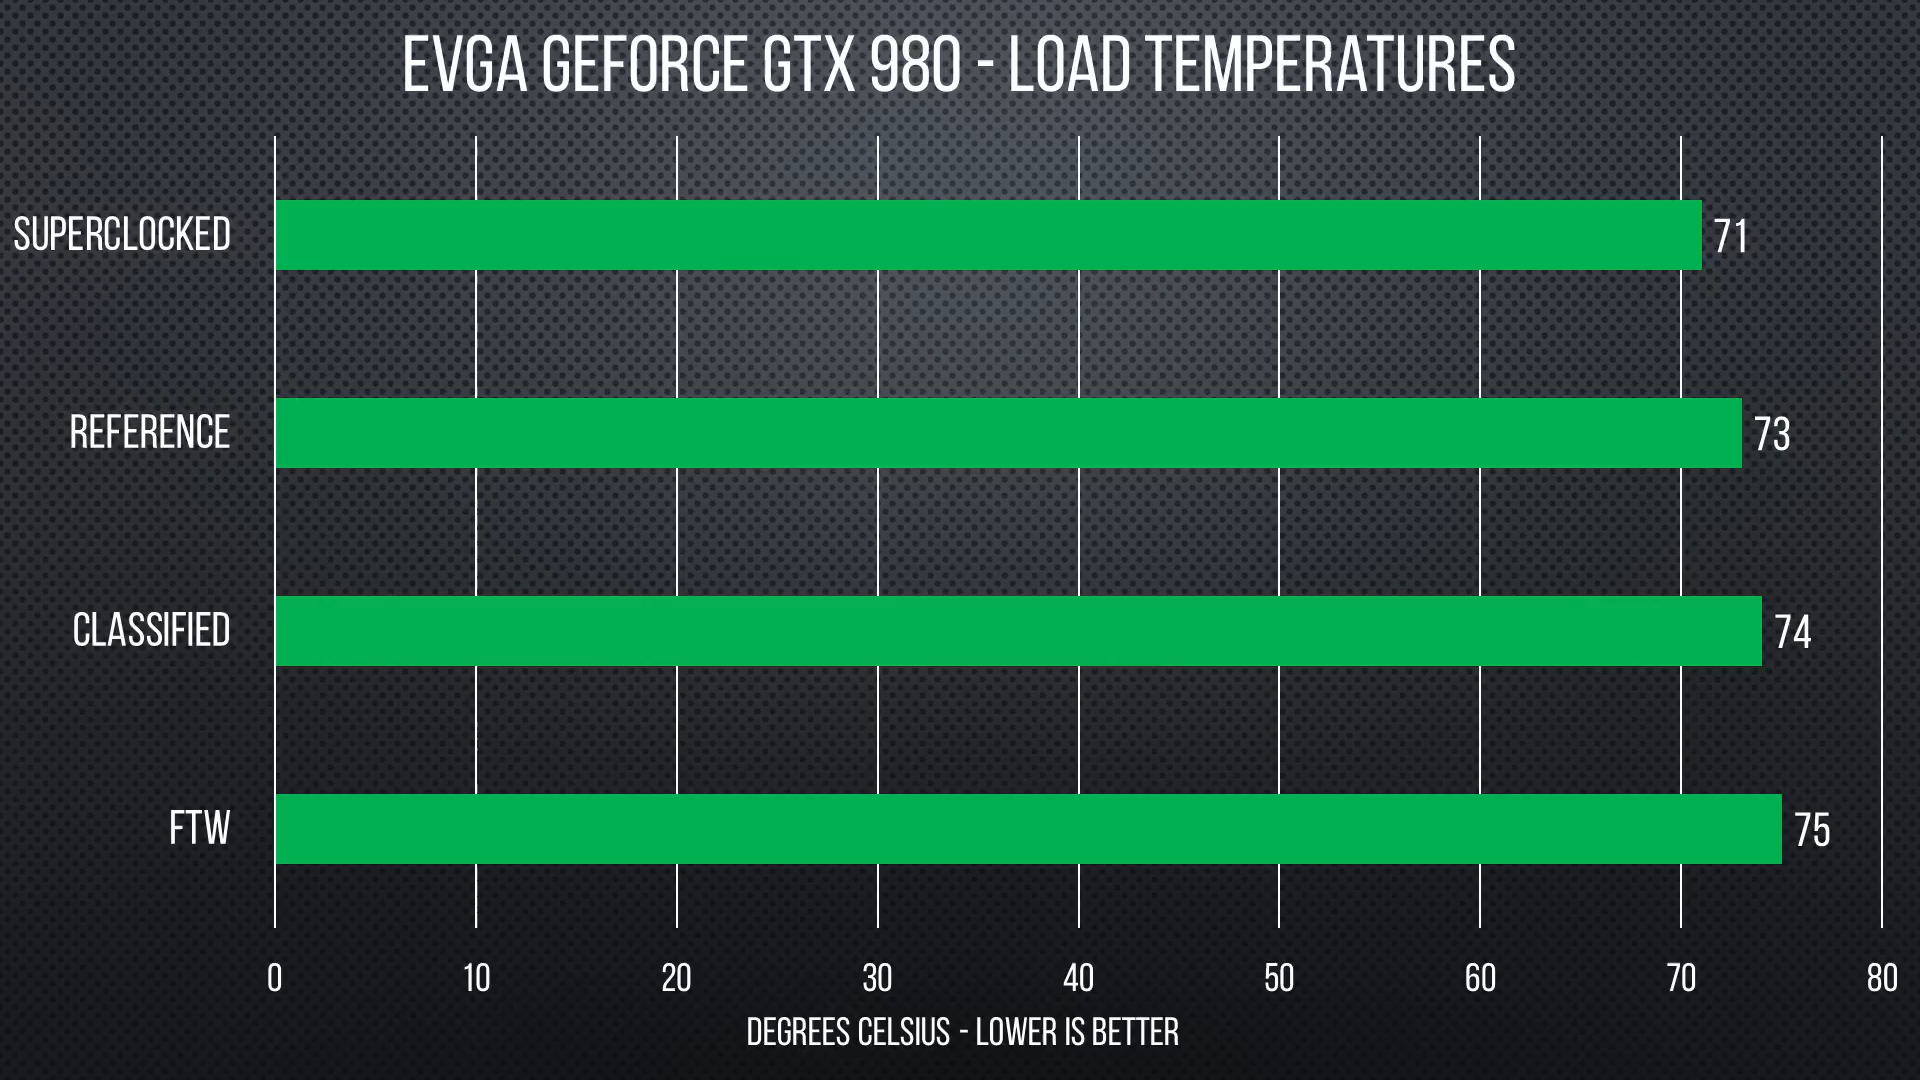 EVGA GEFORCE GTX 980 - LOAD TEMPERATURES
SUPERCLOCKED 71
REFERENCE 73
CLASSIFIED 74
FTW 75
0 10 20 30 40 50 60 70 80
DEGREES CELSIUS - LOWER IS BETTER